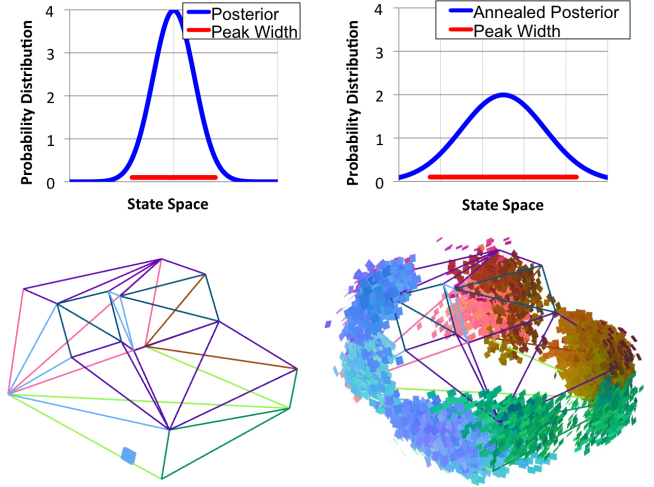 Posterior
Peak Width
Probability Distribution
4
3
2
1
0
State Space
Annealed Posterior
Peak Width
Probability Distribution
4
3
2
1
0
State Space